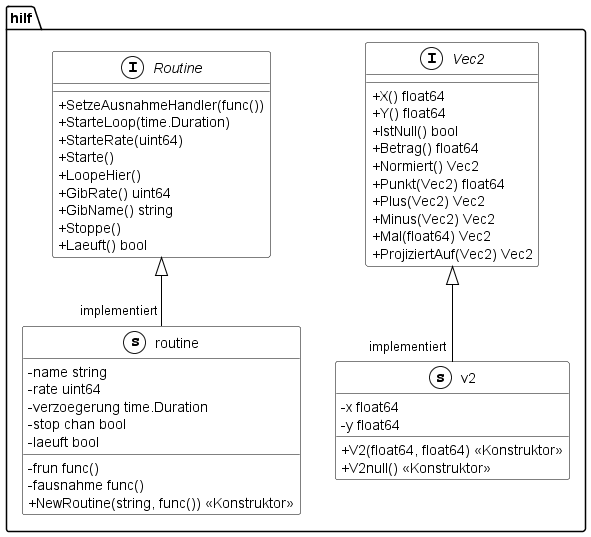 hilf
I Routine
+SetzeAusnahmeHandler(func())
+StarteLoop(time.Duration)
+StarteRate(uint64)
+Starte()
+LoopeHier()
+GibRate() uint64
+GibName() string
+Stoppe()
+Laeuft() bool
I Vec2
+X() float64
+Y() float64
+IstNull() bool
+Betrag() float64
+Normiert() Vec2
+Punkt(Vec2) float64
+Plus(Vec2) Vec2
+Minus(Vec2) Vec2
+Mal(float64) Vec2
+ProjiziertAuf(Vec2) Vec2
implementiert
implementiert
s routine
-name string
-rate uint64
-verzoegerung time.Duration
-stop chan bool
-laeuft bool
-frun func()
-fausnahme func()
+NewRoutine(string, func()) «Konstruktor»
s v2
-x float64
-y float64
+V2(float64, float64) «Konstruktor»
+V2null() «Konstruktor»